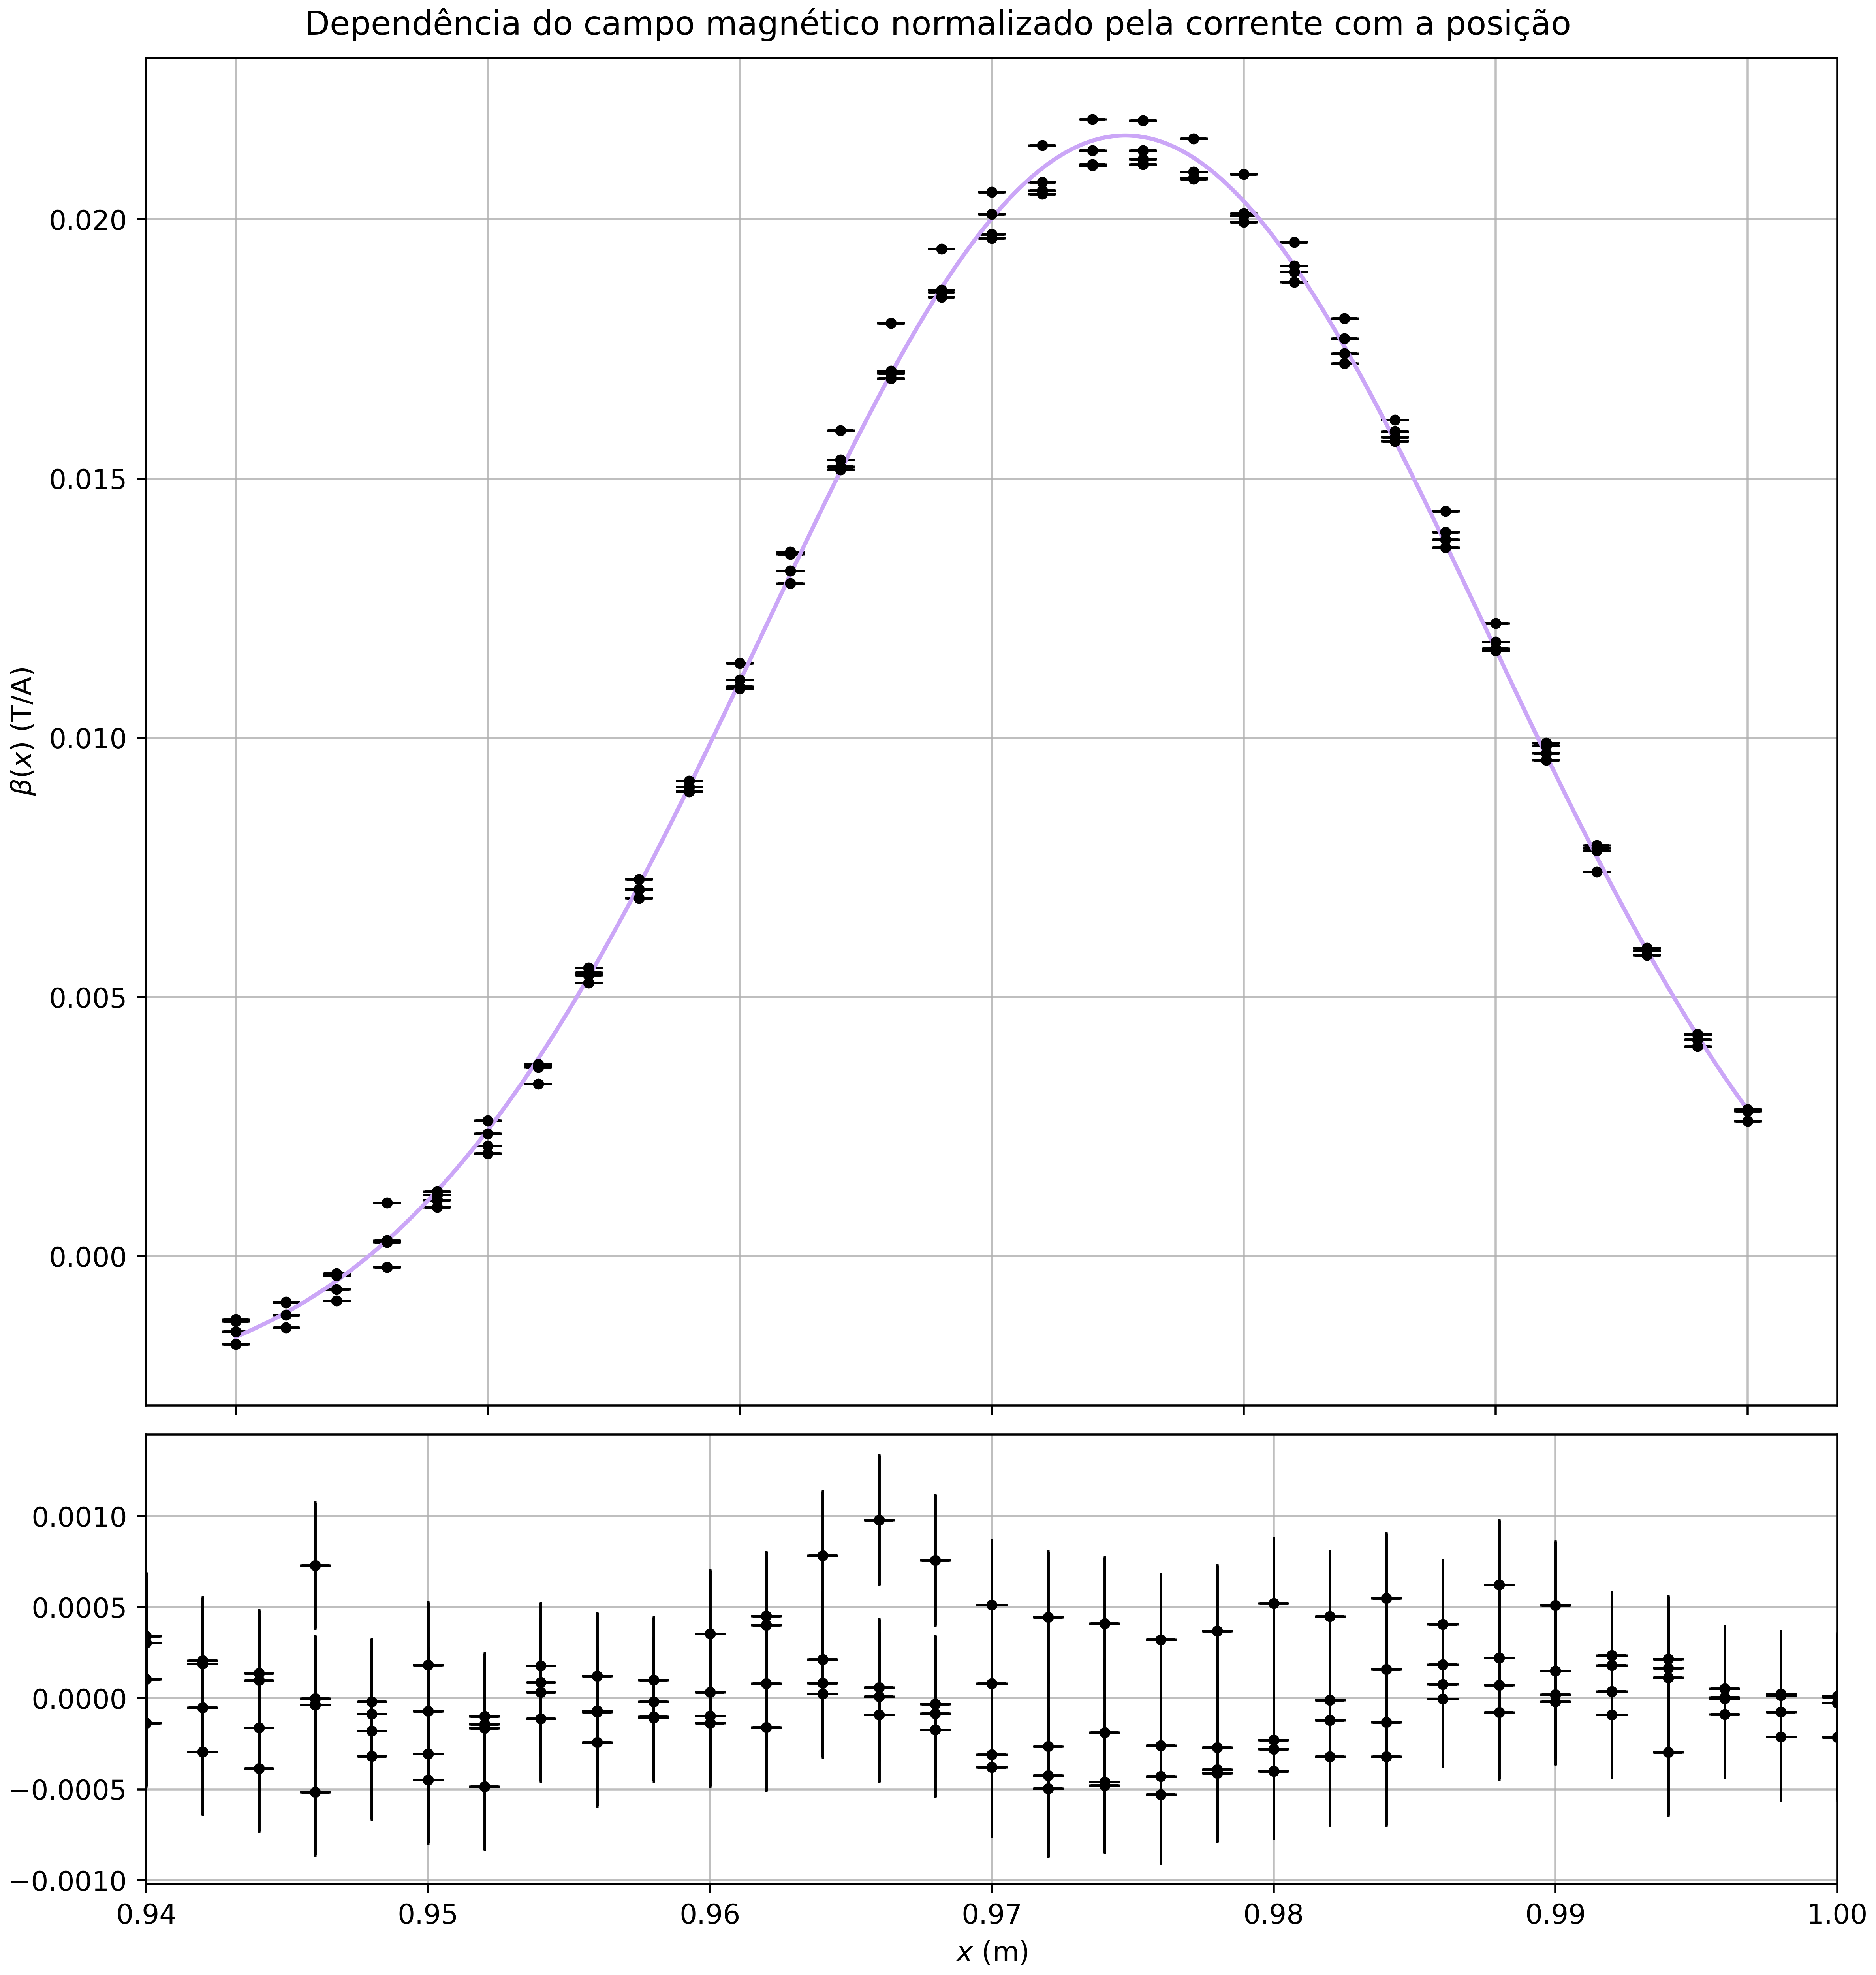 Dependência do campo magnético normalizado pela corrente com a posição
0.020
0.015
0.010
0.005
0.000
β(x) (T/A)
0.0010
0.0005
0.0000
−0.0005
−0.0010
0.94 0.95 0.96 0.97 0.98 0.99 1.00
x (m)